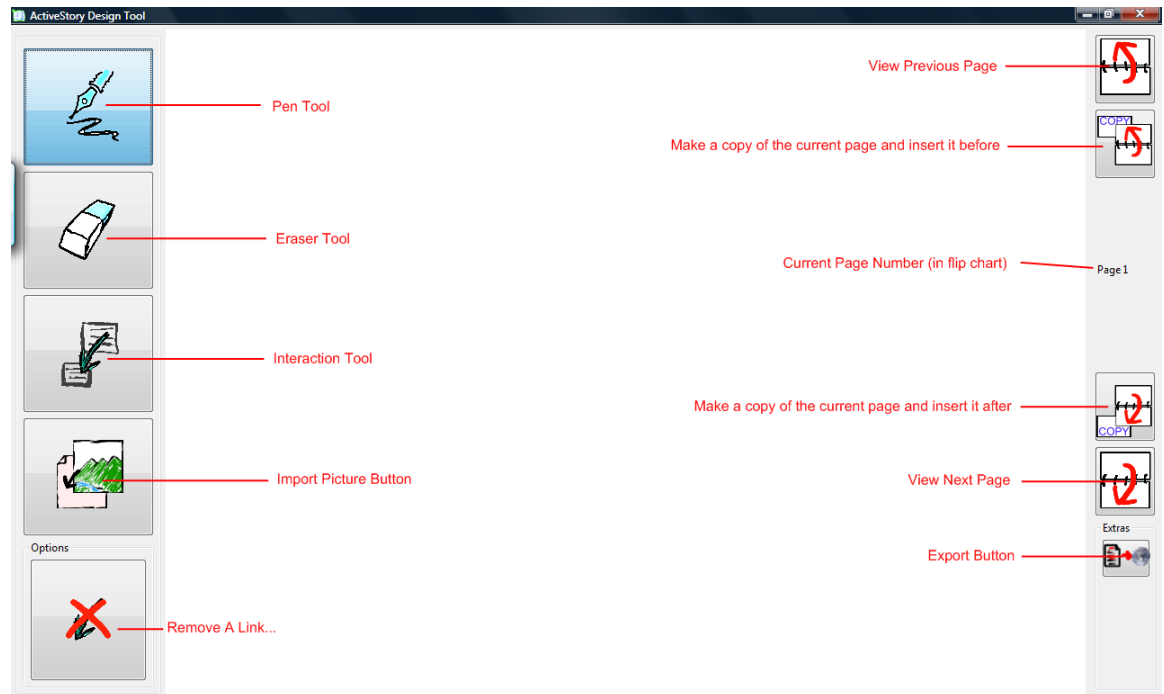 ActiveStory Design Tool
View Previous Page
Pen Tool
COPY
Make a copy of the current page and insert it before
Eraser Tool
Current Page Number (in flip chart)
Page 1
Interaction Tool
Make a copy of the current page and insert it after
COPY
Import Picture Button
View Next Page
Extras
Options
Export Button
Remove A Link...